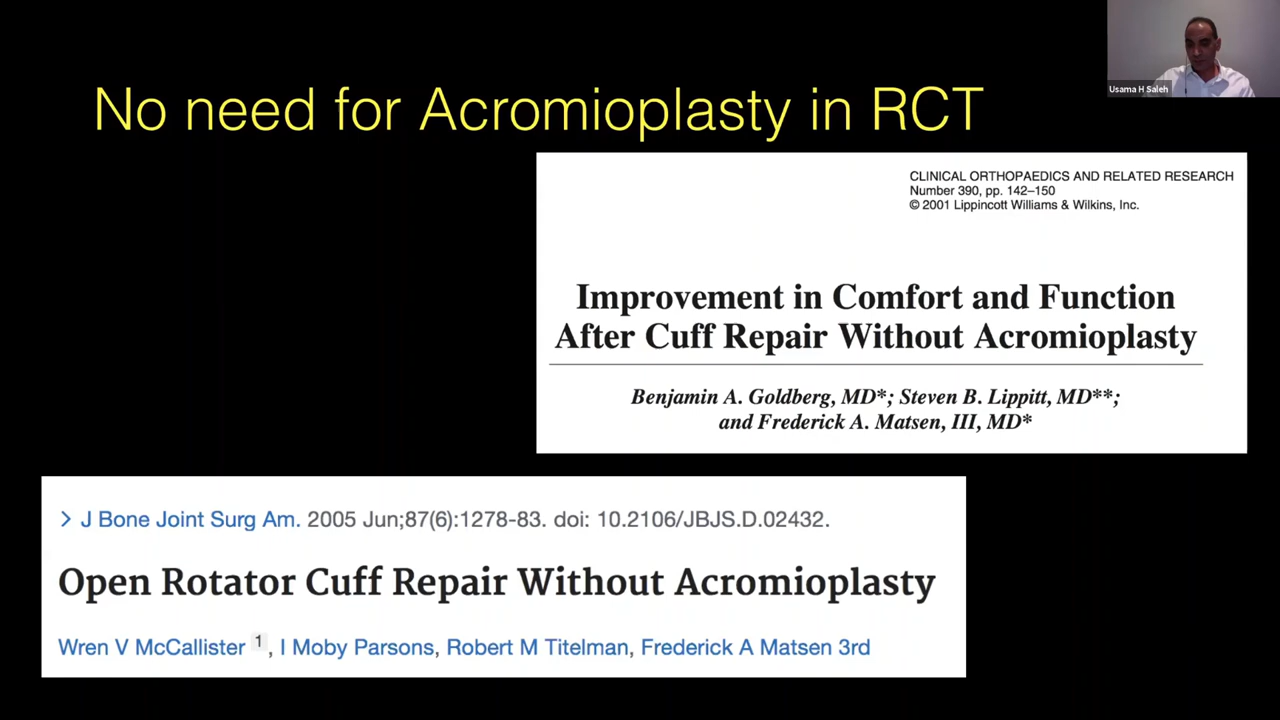 No need for Acromioplasty in RCT
Usama H Saleh
CLINICAL ORTHOPAEDICS AND RELATED RESEARCH
Number 390, pp. 142–150
© 2001 Lippincott Williams & Wilkins, Inc.
Improvement in Comfort and Function
After Cuff Repair Without Acromioplasty
Benjamin A. Goldberg, MD*; Steven B. Lippitt, MD**;
and Frederick A. Matsen, III, MD*
> J Bone Joint Surg Am. 2005 Jun;87(6):1278-83. doi: 10.2106/JBJS.D.02432.
Open Rotator Cuff Repair Without Acromioplasty
Wren V McCallister 1, I Moby Parsons, Robert M Titelman, Frederick A Matsen 3rd